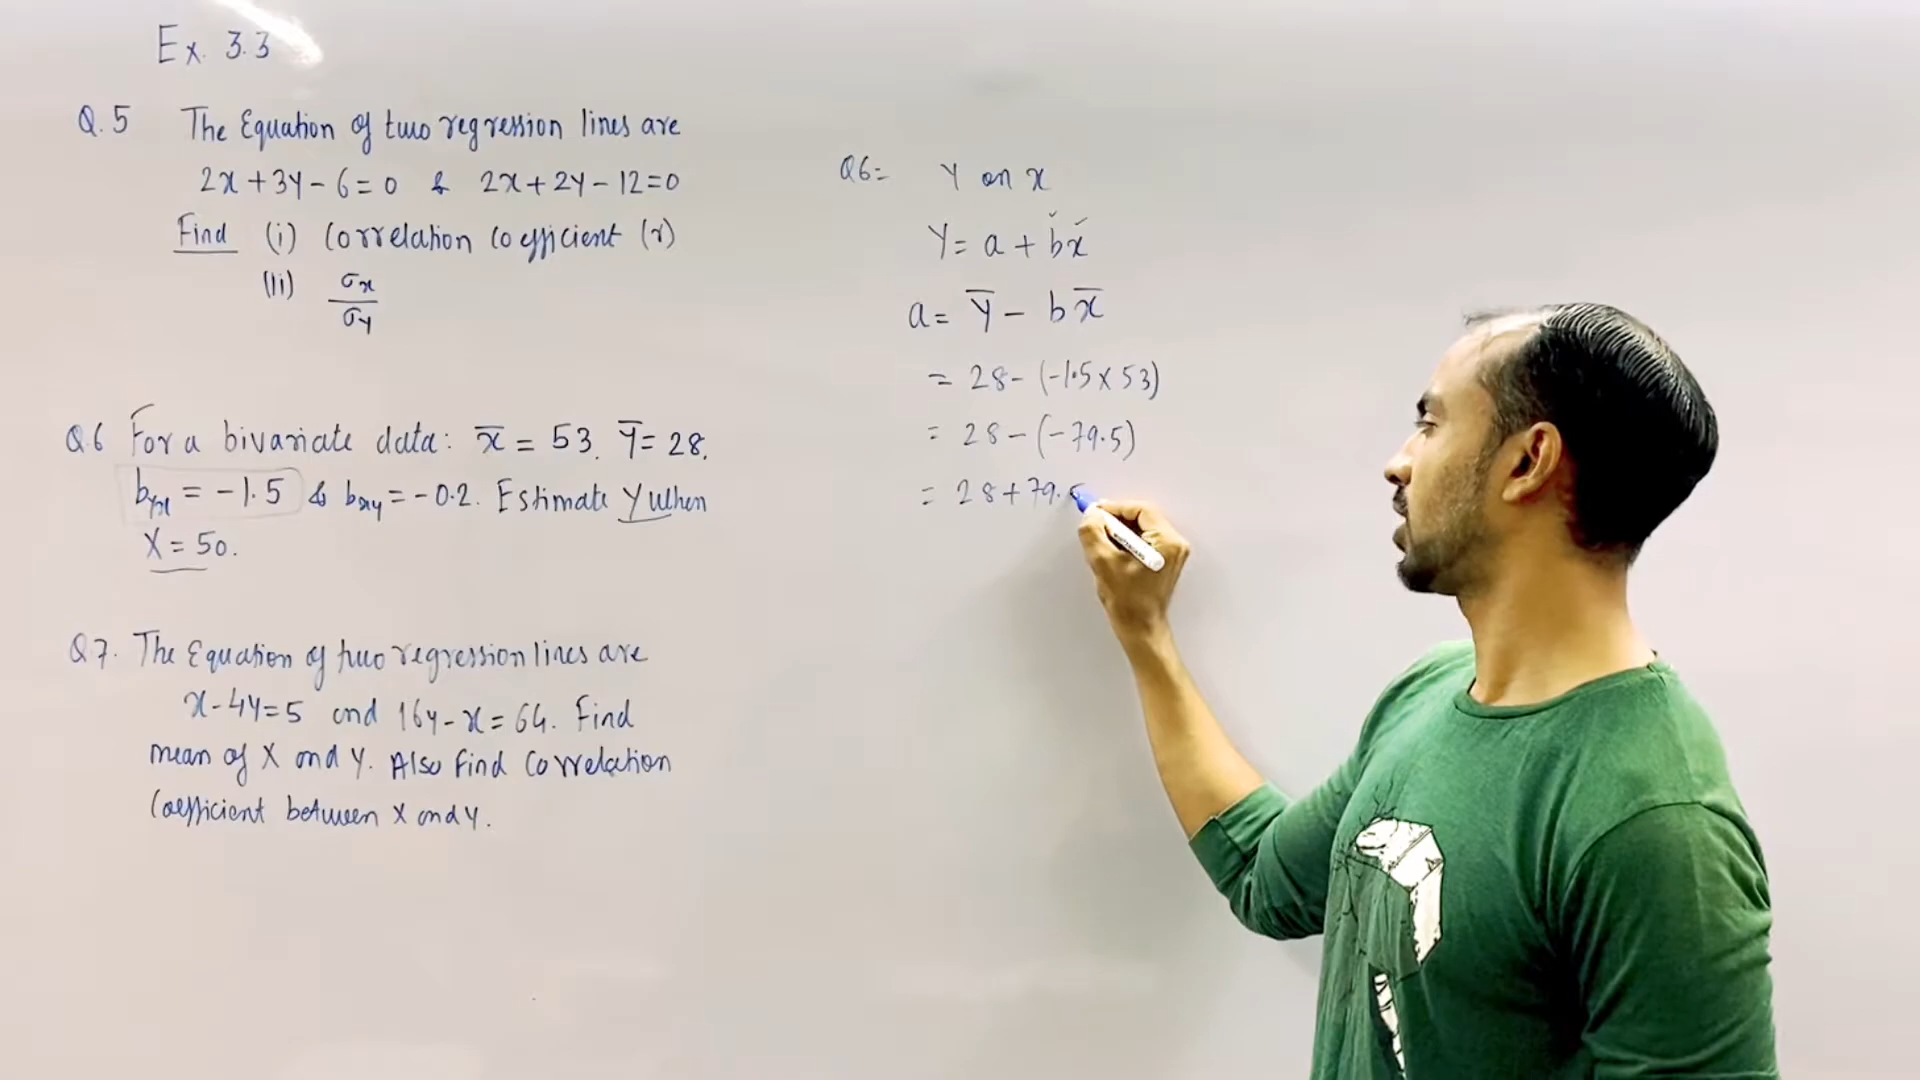 Ex. 3.3
Q.5 The Equation of two regression lines are
2x+3y-6=0 & 2x+2y-12=0
Find (i) Correlation Coefficient (r)
(ii) σx/σy
Q.6 For a bivariate data: x̅ = 53. y̅ = 28.
byx = -1.5 & bxy = -0.2. Estimate Y when
X = 50.
Q.7. The Equation of two regression lines are
x-4y=5 and 16y-x=64. Find
mean of X and Y. Also Find Correlation
Coefficient between X and Y.
Q6= Y on x
Y= a + bx
a= y̅ - bx̅
= 28-(-1.5×53)
= 28-(-79.5)
= 28+79.5